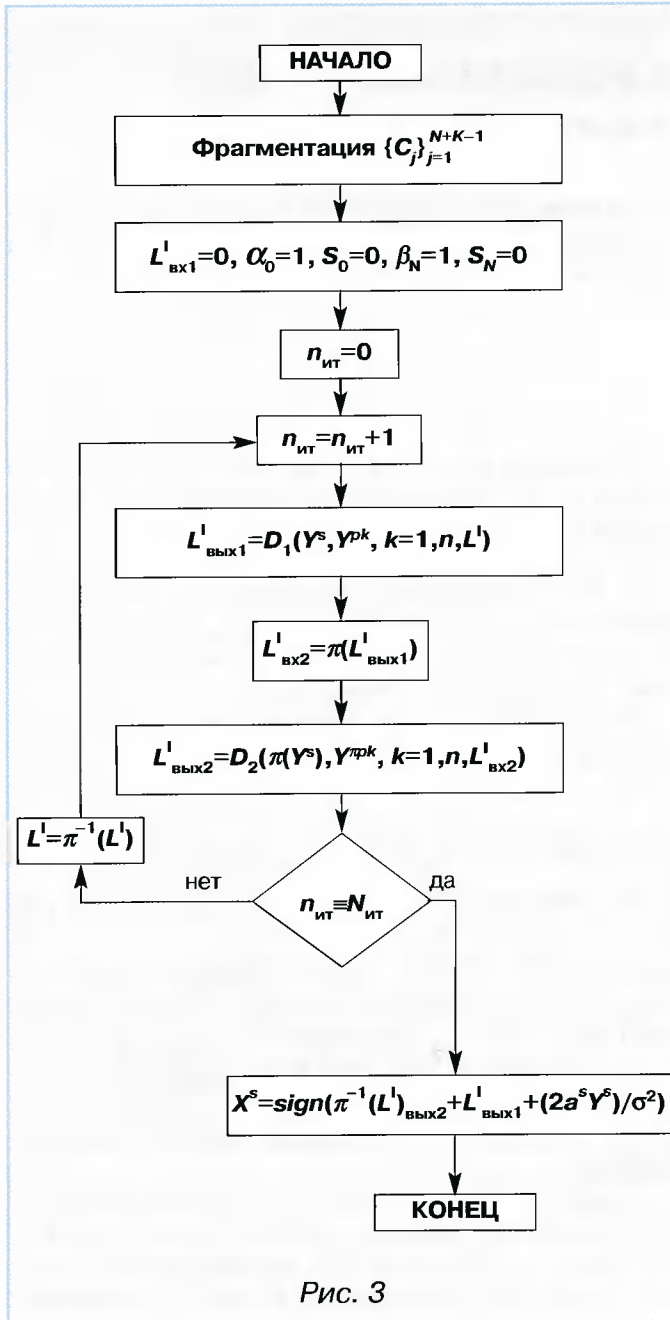 НАЧАЛО
Фрагментация {C_j}_{j=1}^{N+K−1}
L^I_вх1=0, α_0=1, S_0=0, β_N=1, S_N=0
n_ит=0
n_ит=n_ит+1
L^I_вых1=D_1(Y^s,Y^{pk}, k=1,n,L^I)
L^I_вх2=π(L^I_вых1)
L^I_вых2=D_2(π(Y^s),Y^{πpk}, k=1,n,L^I_вх2)
L^I=π^{−1}(L^I)
нет
да
n_ит≡N_ит
X^s=sign(π^{−1}(L^I)_вых2+L^I_вых1+(2a^sY^s)/σ^2)
КОНЕЦ
Рис. 3